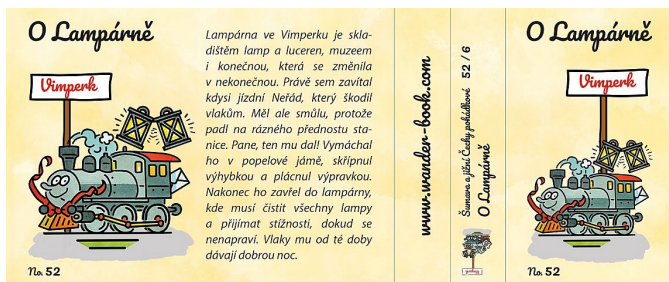 O Lampárně
Vimperk
No. 52
Lampárna ve Vimperku je skla-
dištěm lamp a luceren, muzeem
i konečnou, která se změnila
v nekonečnou. Právě sem zavítal
kdysi jízdní Neřád, který škodil
vlakům. Měl ale smůlu, protože
padl na rázného přednostu sta-
nice. Pane, ten mu dal! Vymáchal
ho v popelové jámě, skřípnul
výhybkou a plácnul výpravkou.
Nakonec ho zavřel do lampárny,
kde musí čistit všechny lampy
a přijímat stížnosti, dokud se
nenapraví. Vlaky mu od té doby
dávají dobrou noc.
www.wander-book.com
Šumava a jižní Čechy pohádkové 52 / 6
O Lampárně
Vimperk
O Lampárně
Vimperk
No. 52